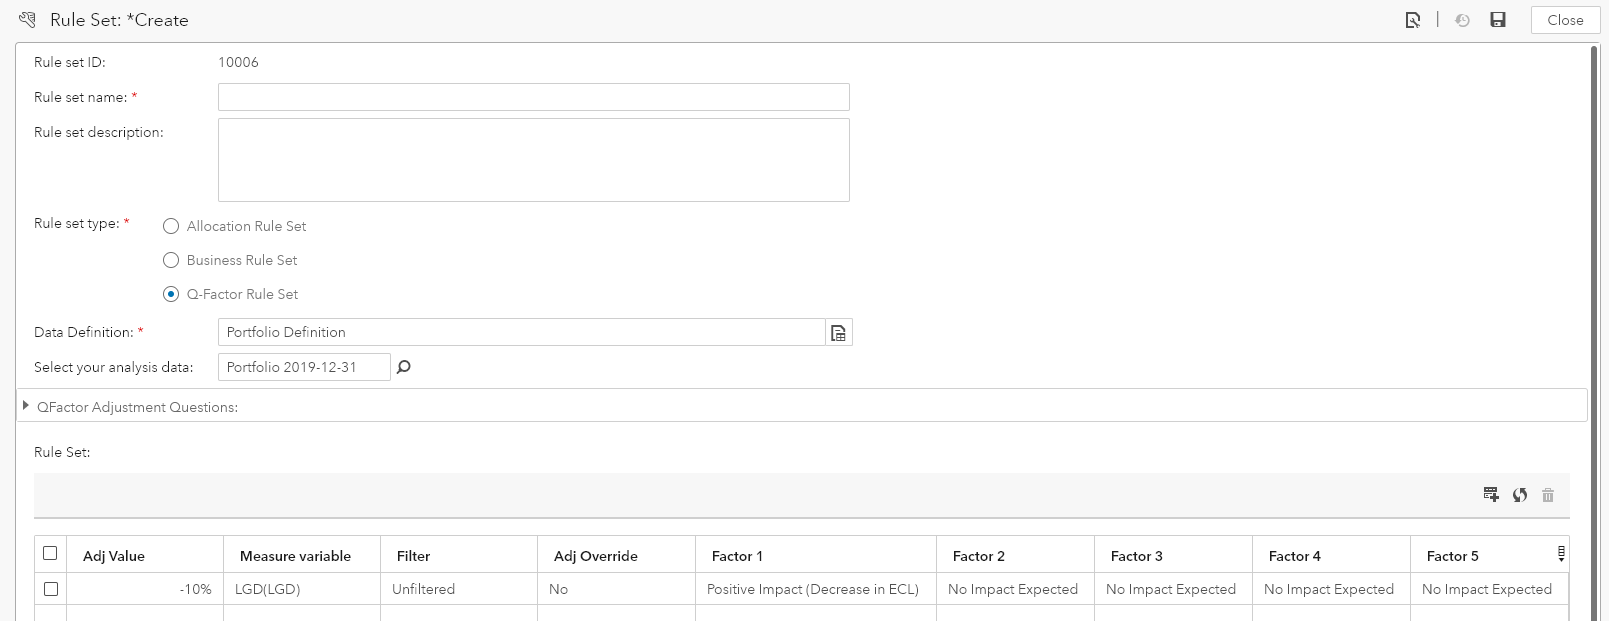 Rule Set: *Create
Close
Rule set ID: 10006
Rule set name: *
Rule set description:
Rule set type: *
Allocation Rule Set
Business Rule Set
Q-Factor Rule Set
Data Definition: * Portfolio Definition
Select your analysis data: Portfolio 2019-12-31
QFactor Adjustment Questions:
Rule Set:
Adj Value Measure variable Filter Adj Override Factor 1 Factor 2 Factor 3 Factor 4 Factor 5
-10% LGD(LGD) Unfiltered No Positive Impact (Decrease in ECL) No Impact Expected No Impact Expected No Impact Expected No Impact Expected